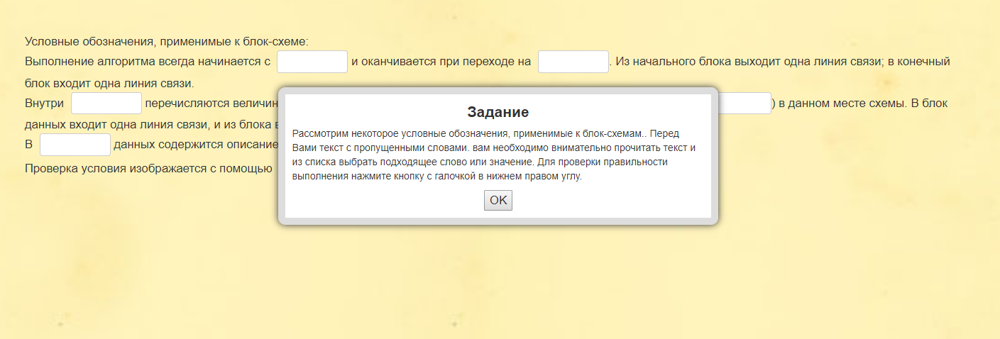 Условные обозначения, применимые к блок-схеме:
Выполнение алгоритма всегда начинается с и оканчивается при переходе на . Из начального блока выходит одна линия связи; в конечный
блок входит одна линия связи.
Внутри перечисляются величин ) в данном месте схемы. В блок
данных входит одна линия связи, и из блока в
В данных содержится описание
Проверка условия изображается с помощью
Задание
Рассмотрим некоторое условные обозначения, применимые к блок-схемам.. Перед
Вами текст с пропущенными словами. вам необходимо внимательно прочитать текст и
из списка выбрать подходящее слово или значение. Для проверки правильности
выполнения нажмите кнопку с галочкой в нижнем правом углу.
OK